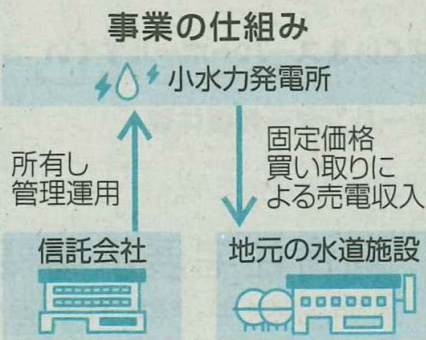 事業の仕組み
小水力発電所
所有し
管理運用
固定価格
買い取りに
よる売電収入
信託会社
地元の水道施設